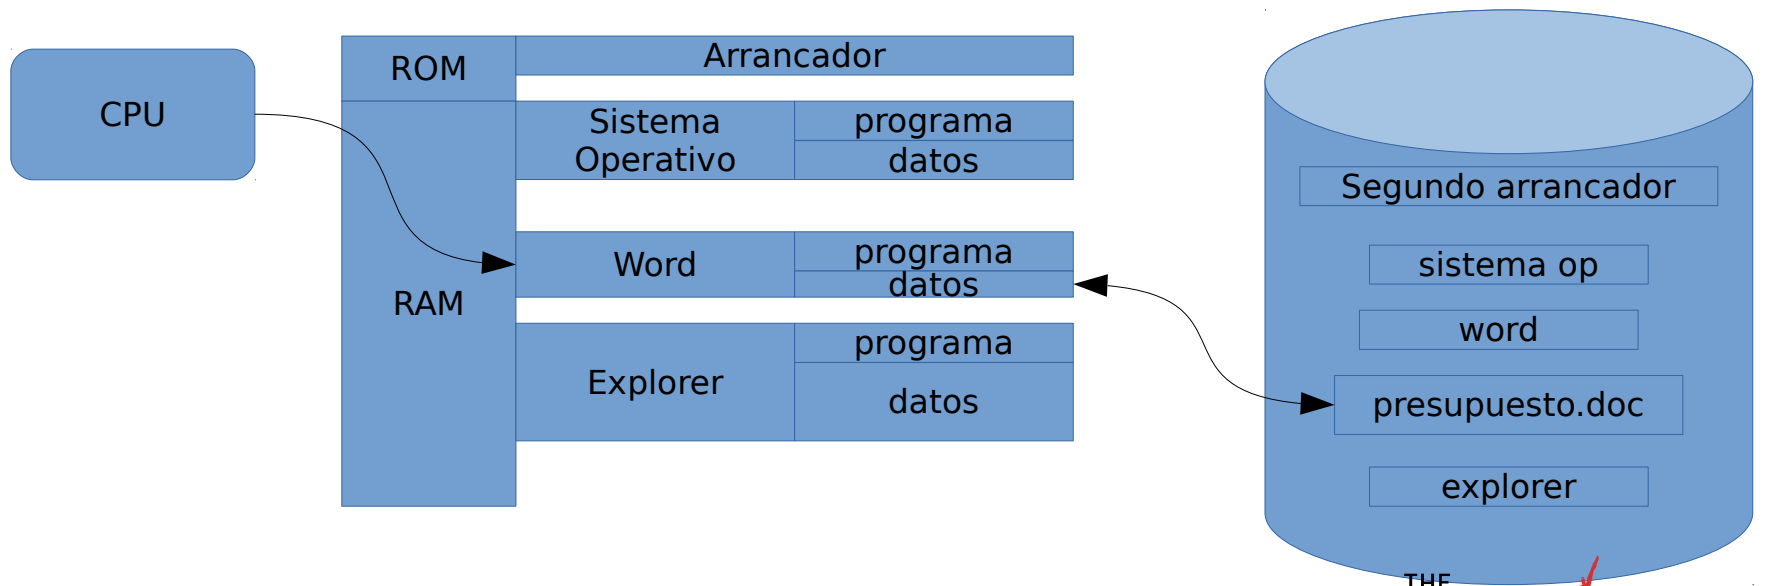 CPU
ROM
Arrancador
RAM
Sistema
Operativo
programa
datos
Word
programa
datos
Explorer
programa
datos
Segundo arrancador
sistema op
word
presupuesto.doc
explorer
THE